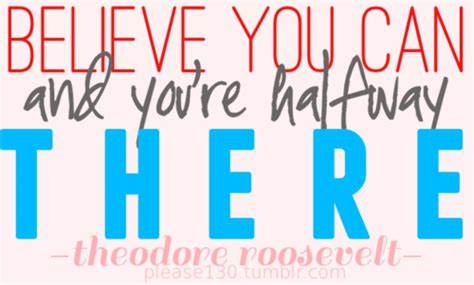 BELIEVE YOU CAN
and you're halfway
THERE
-theodore roosevelt-
please130.tumblr.com